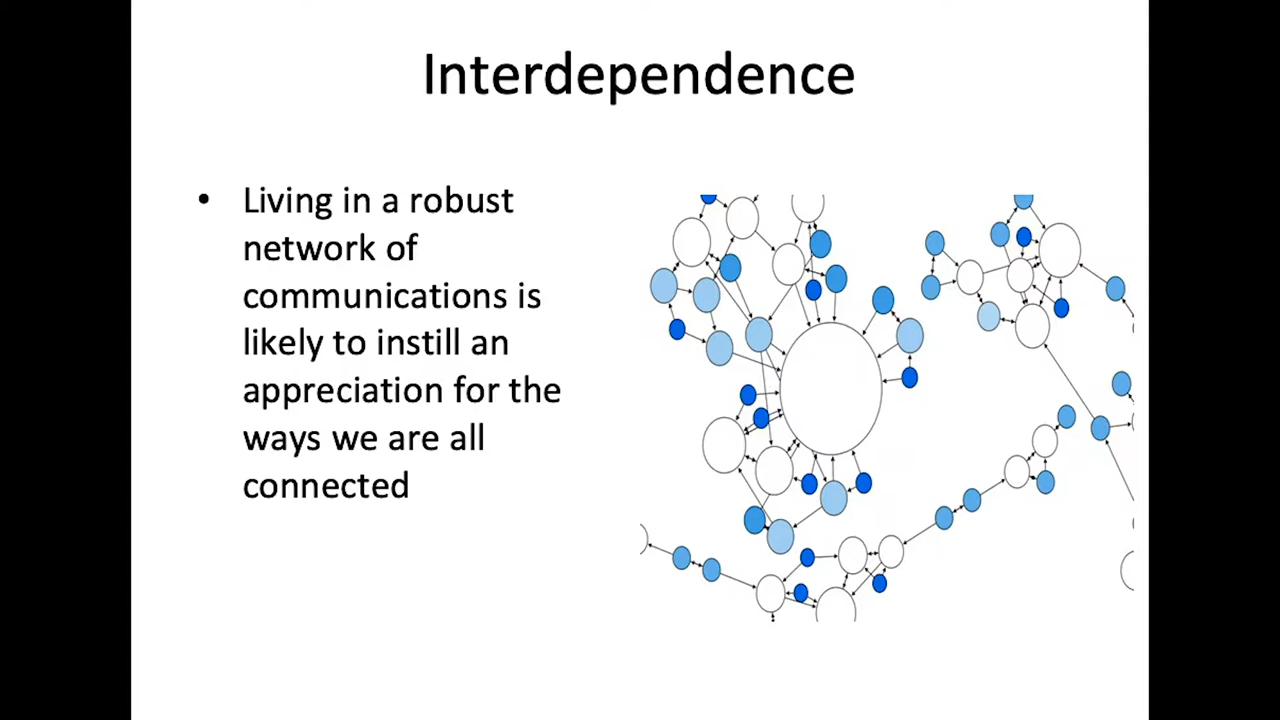 Interdependence
• Living in a robust
network of
communications is
likely to instill an
appreciation for the
ways we are all
connected